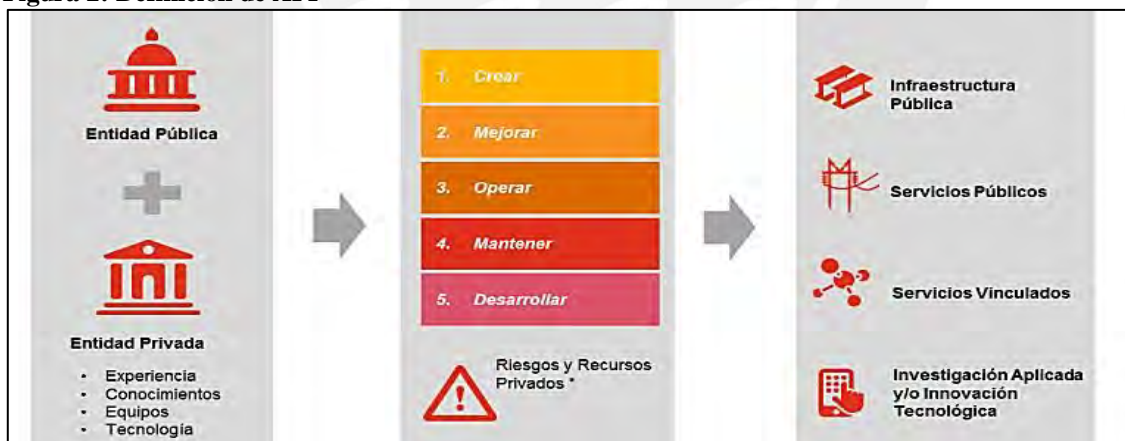 Entidad Pública
Entidad Privada
• Experiencia
• Conocimientos
• Equipos
• Tecnología
1. Crear
2. Mejorar
3. Operar
4. Mantener
5. Desarrollar
Riesgos y Recursos
Privados *
Infraestructura
Pública
Servicios Públicos
Servicios Vinculados
Investigación Aplicada
y/o Innovación
Tecnológica